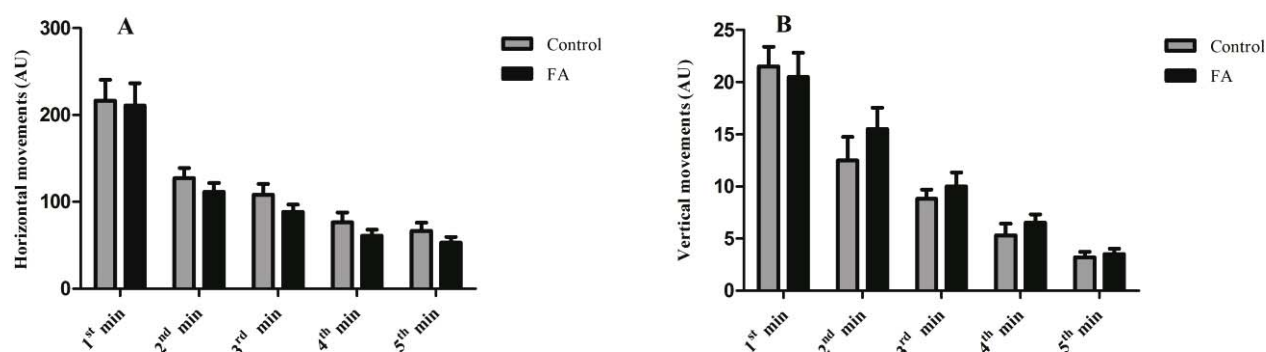 A
Horizontal movements (AU)
300
200
100
0
1st min
2nd min
3rd min
4th min
5th min
Control
FA
B
Vertical movements (AU)
25
20
15
10
5
0
1st min
2nd min
3rd min
4th min
5th min
Control
FA